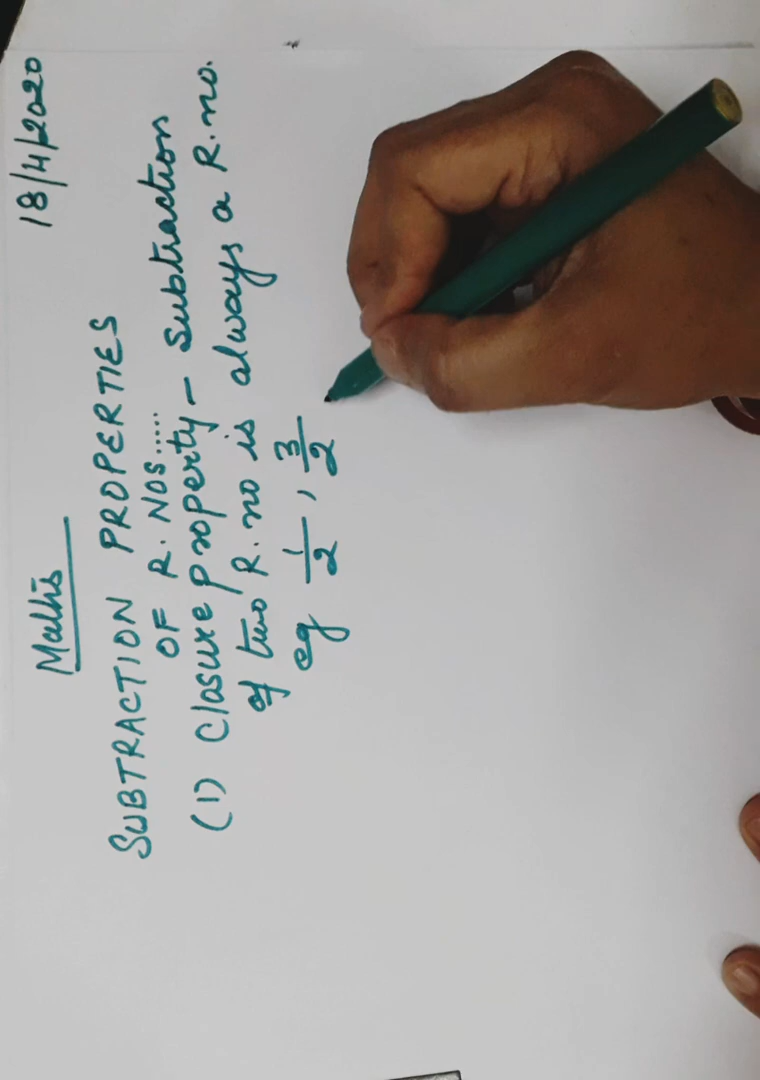 18/4/2020
Maths
SUBTRACTION PROPERTIES
OF R. NOS.....
(1) Closure property - subtraction
of two R. no is always a R. no.
eg 1/2, 3/2